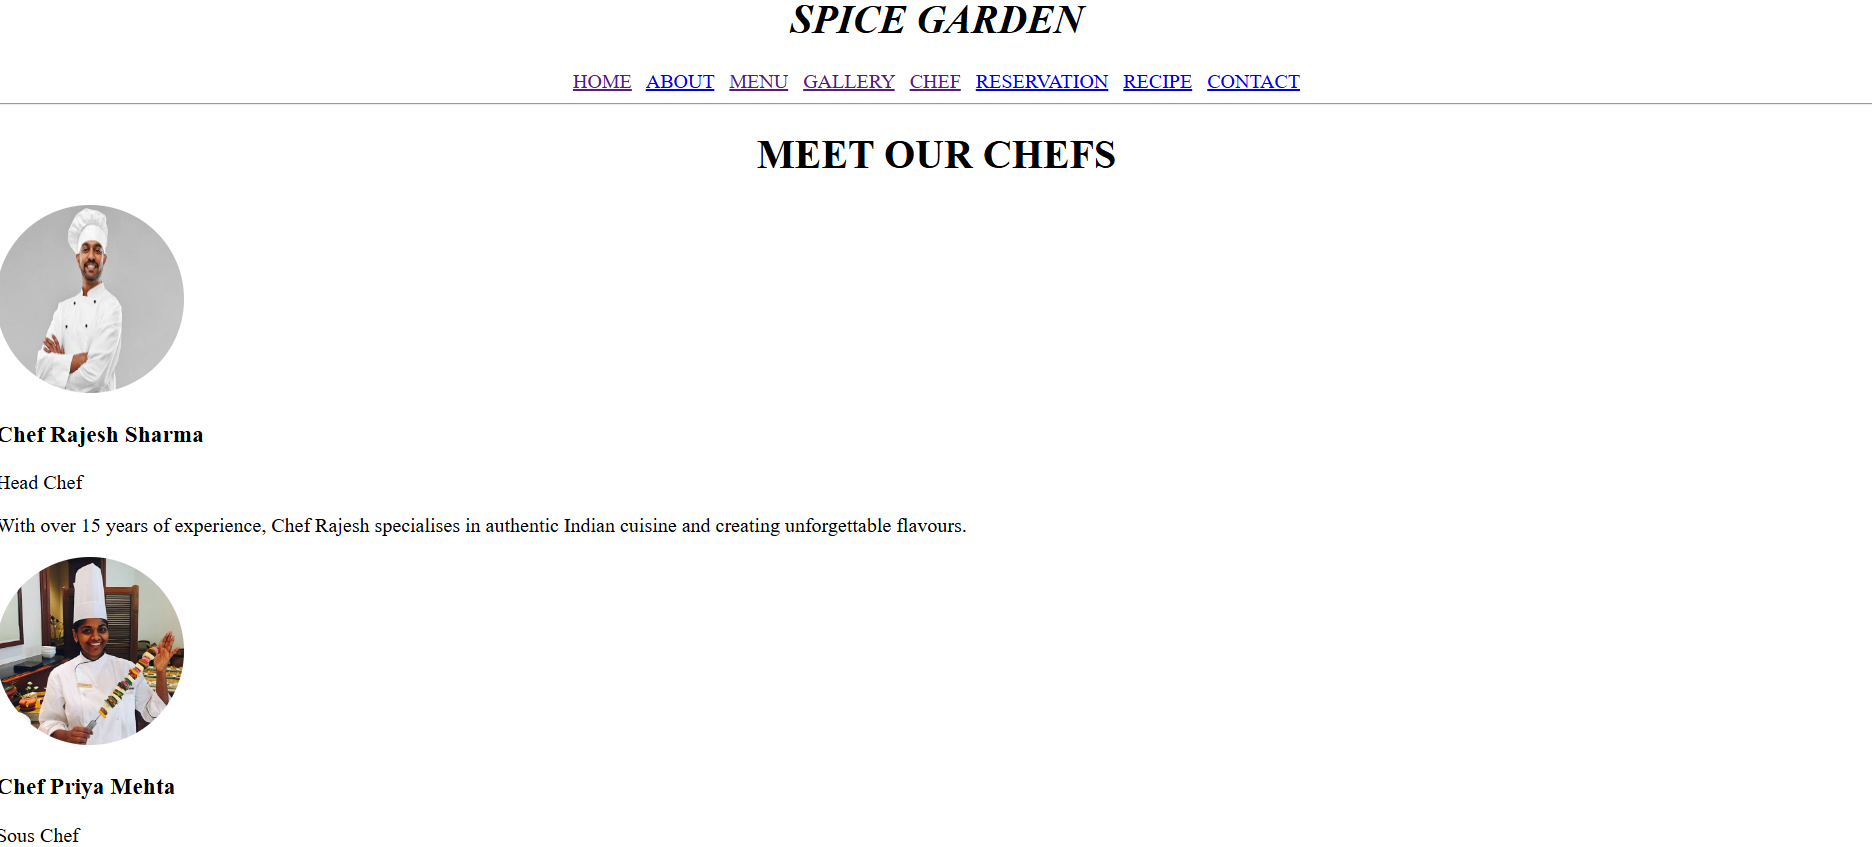 SPICE GARDEN
HOME ABOUT MENU GALLERY CHEF RESERVATION RECIPE CONTACT
MEET OUR CHEFS
Chef Rajesh Sharma
Head Chef
With over 15 years of experience, Chef Rajesh specialises in authentic Indian cuisine and creating unforgettable flavours.
Chef Priya Mehta
Sous Chef